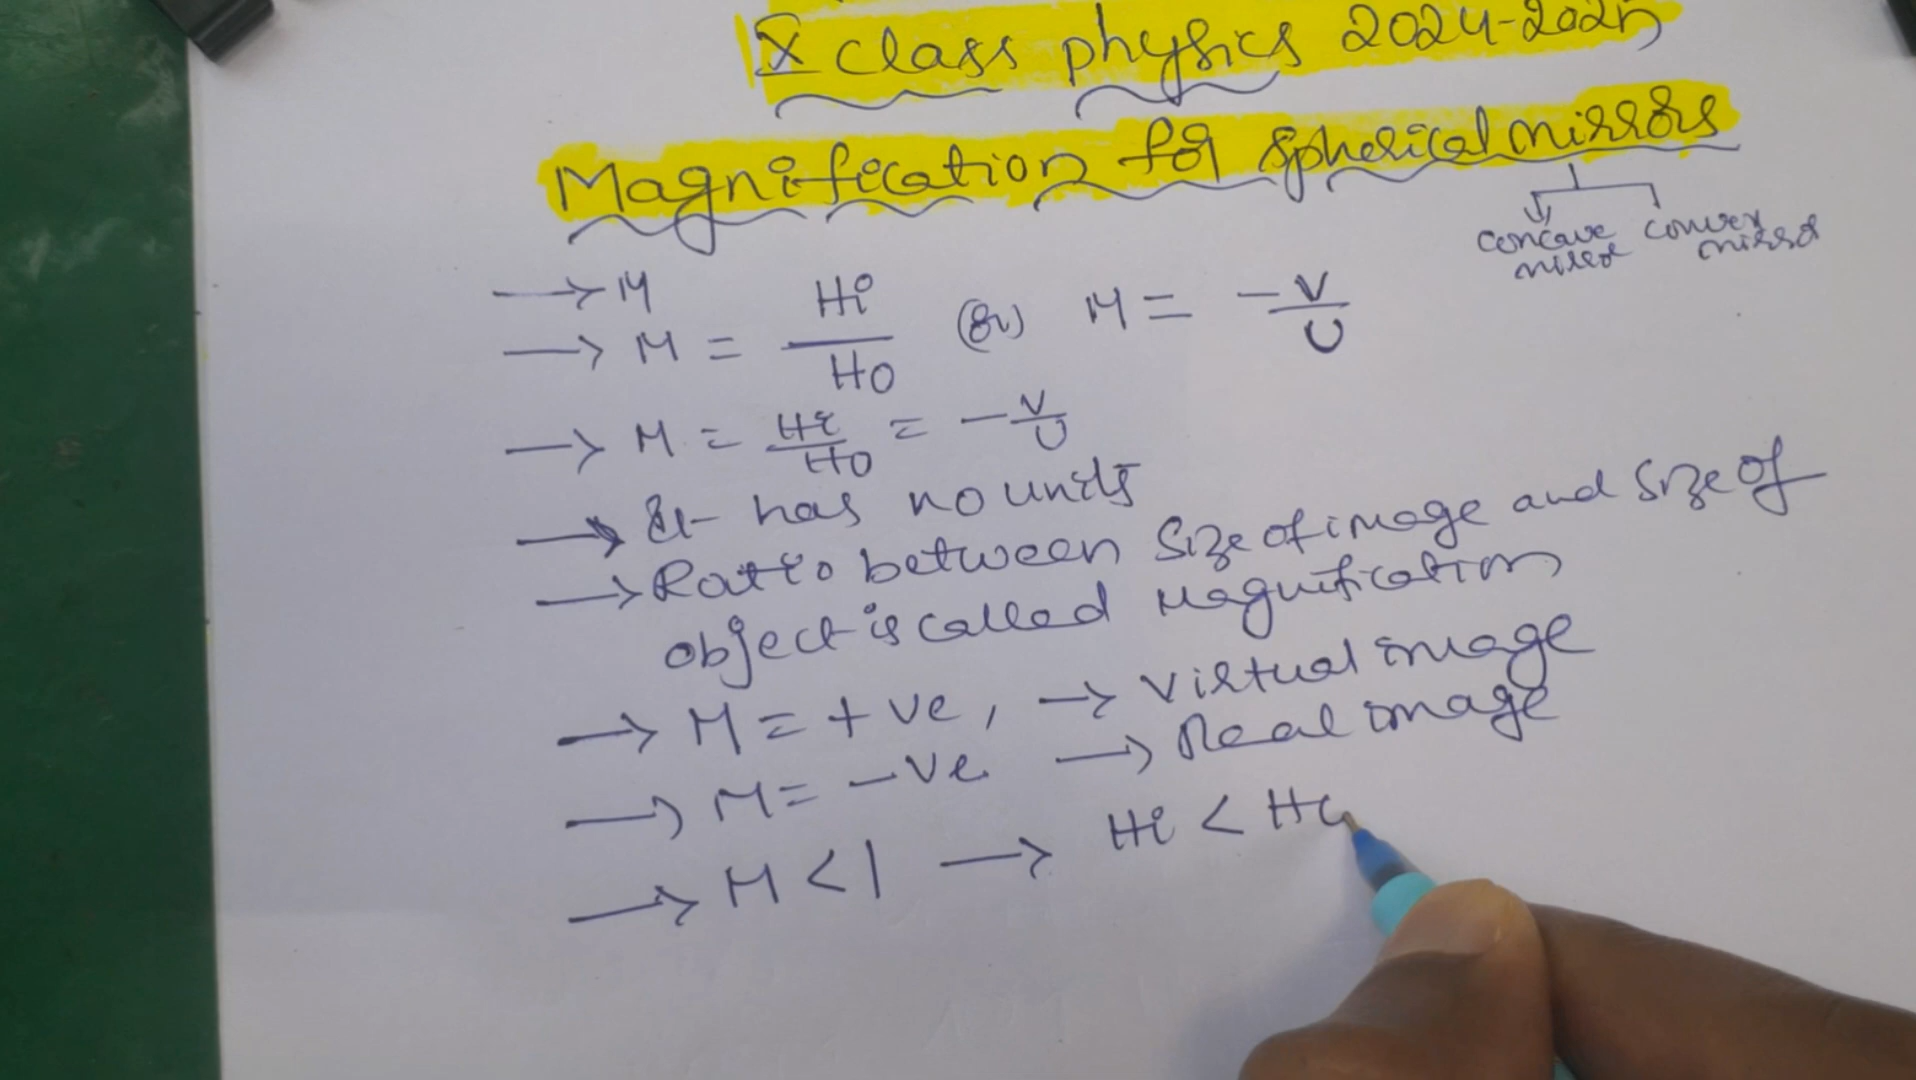 X class physics 2024-2025
Magnification for spherical mirrors
concave mirror convex mirror
→ M
→ M = Hi/Ho (or) M = -V/U
→ M = Hi/Ho = -V/U
→ It has no units
→ Ratio between size of image and size of
object is called Magnification
→ M = +ve, → Virtual image
→ M = -ve → Real image
→ M < 1 → Hi < Ho